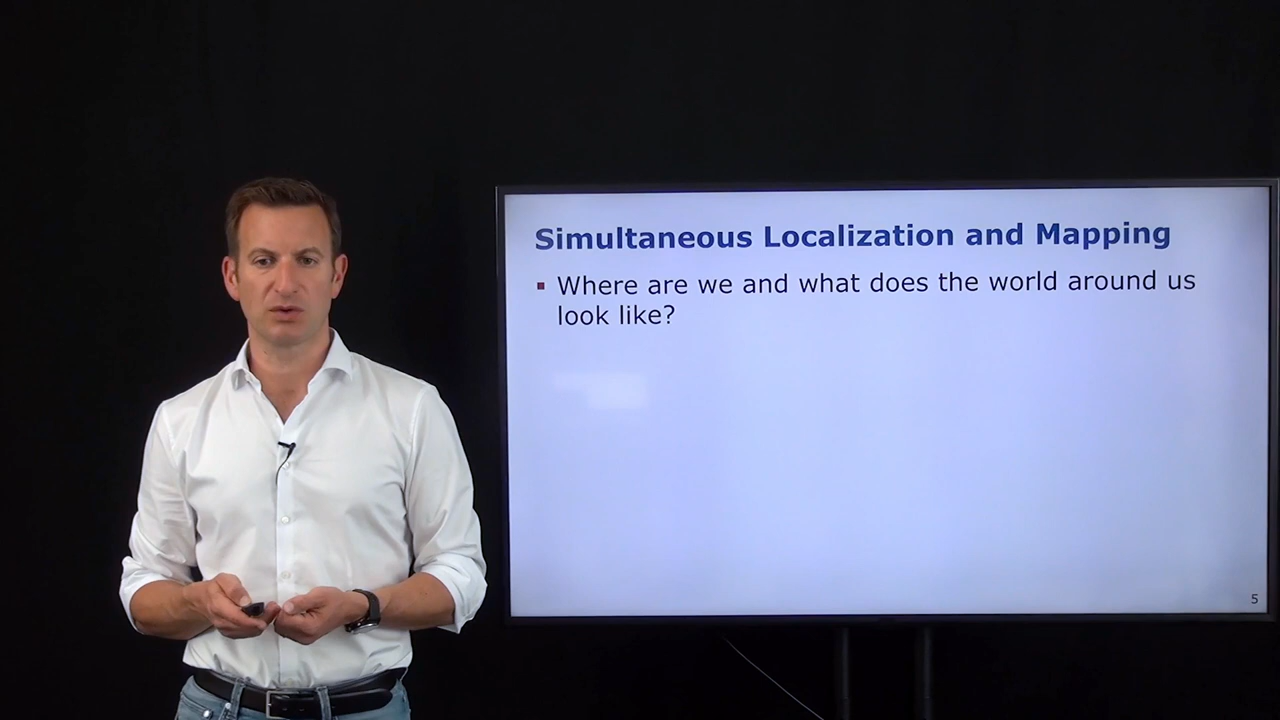 Simultaneous Localization and Mapping
Where are we and what does the world around us
look like?
5